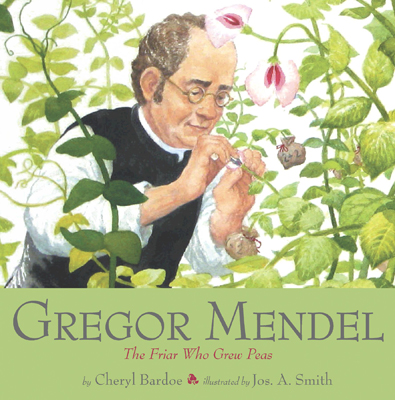 GREGOR MENDEL
The Friar Who Grew Peas
by Cheryl Bardoe illustrated by Jos. A. Smith